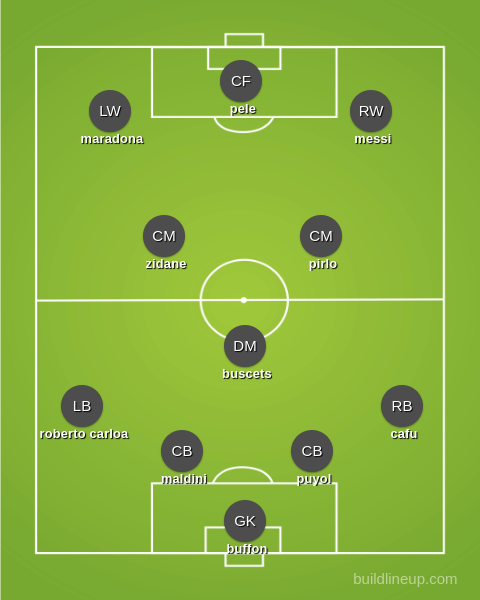 CF
pele
LW
maradona
RW
messi
CM
zidane
CM
pirlo
DM
buscets
LB
roberto carloa
RB
cafu
CB
maldini
CB
puyol
GK
buffon
buildlineup.com